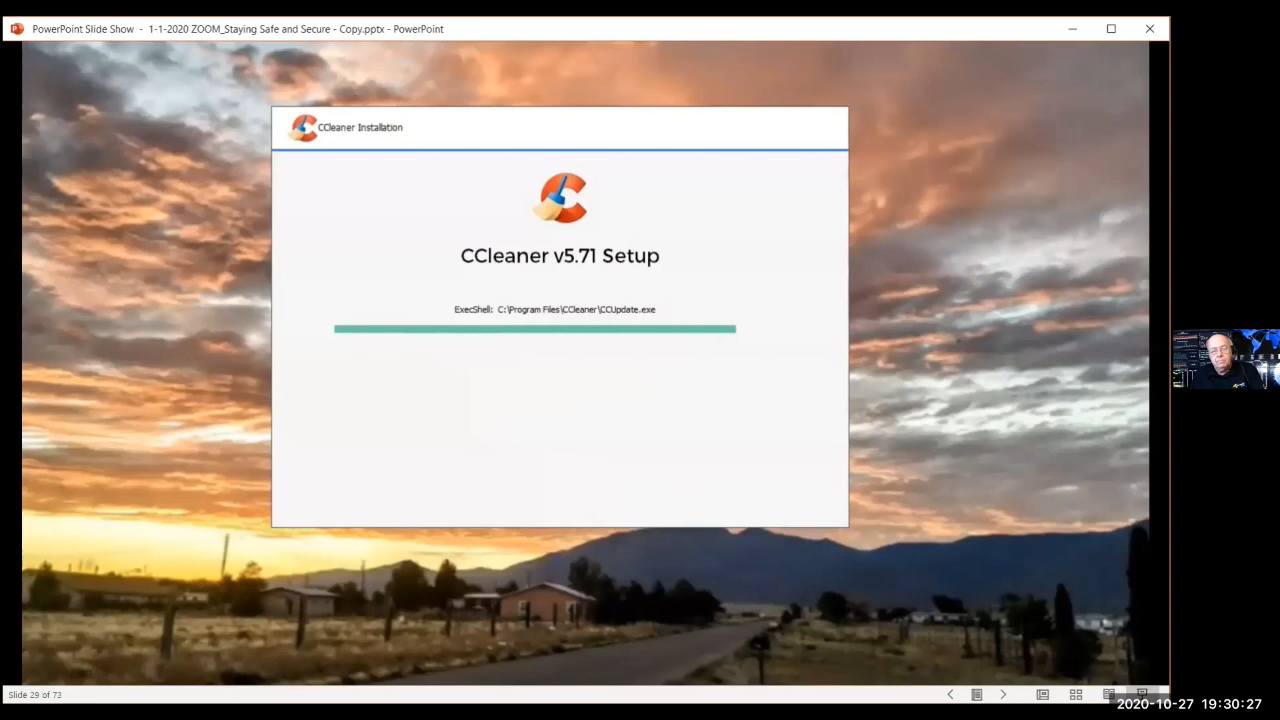 PowerPoint Slide Show - 1-1-2020 ZOOM_Staying Safe and Secure - Copy.pptx - PowerPoint
CCleaner Installation
CCleaner v5.71 Setup
ExecShell: C:\Program Files\CCleaner\CCUpdate.exe
Slide 29 of 73
2020-10-27 19:30:27